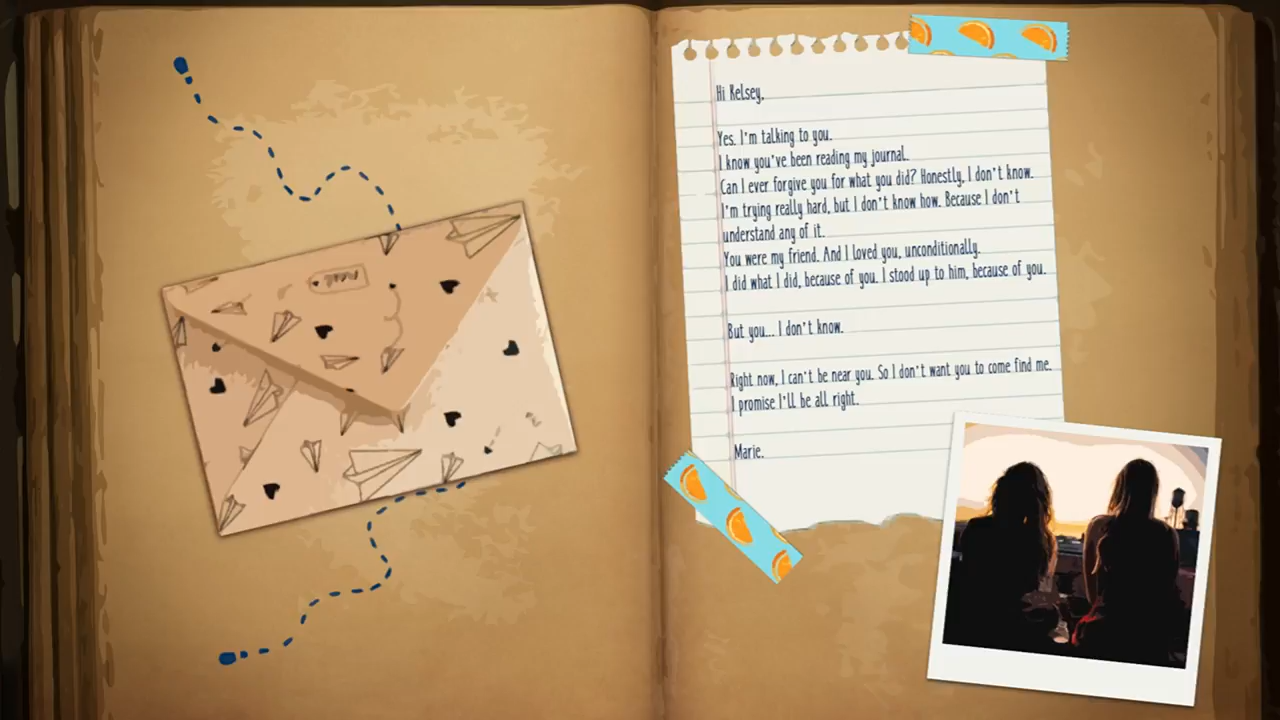 Hi Kelsey,
Yes. I'm talking to you.
I know you've been reading my journal.
Can I ever forgive you for what you did? Honestly, I don't know.
I'm trying really hard, but I don't know how. Because I don't
understand any of it.
You were my friend. And I loved you, unconditionally.
I did what I did, because of you. I stood up to him, because of you.
But you... I don't know.
Right now, I can't be near you. So I don't want you to come find me.
I promise I'll be all right.
Marie.